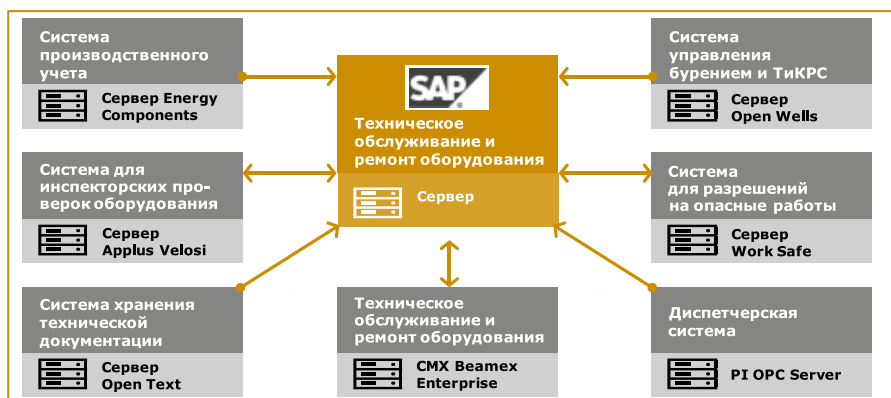 Система
производственного
учета
Сервер Energy
Components
SAP
®
Техническое
обслуживание и
ремонт оборудования
Сервер
Система
управления
бурением и ТиКРС
Сервер
Open Wells
Система для
инспекторских про-
верок оборудования
Сервер
Applus Velosi
Система
для разрешений
на опасные работы
Сервер
Work Safe
Система хранения
технической
документации
Сервер
Open Text
Техническое
обслуживание и
ремонт оборудования
CMX Beamex
Enterprise
Диспетчерская
система
PI OPC Server